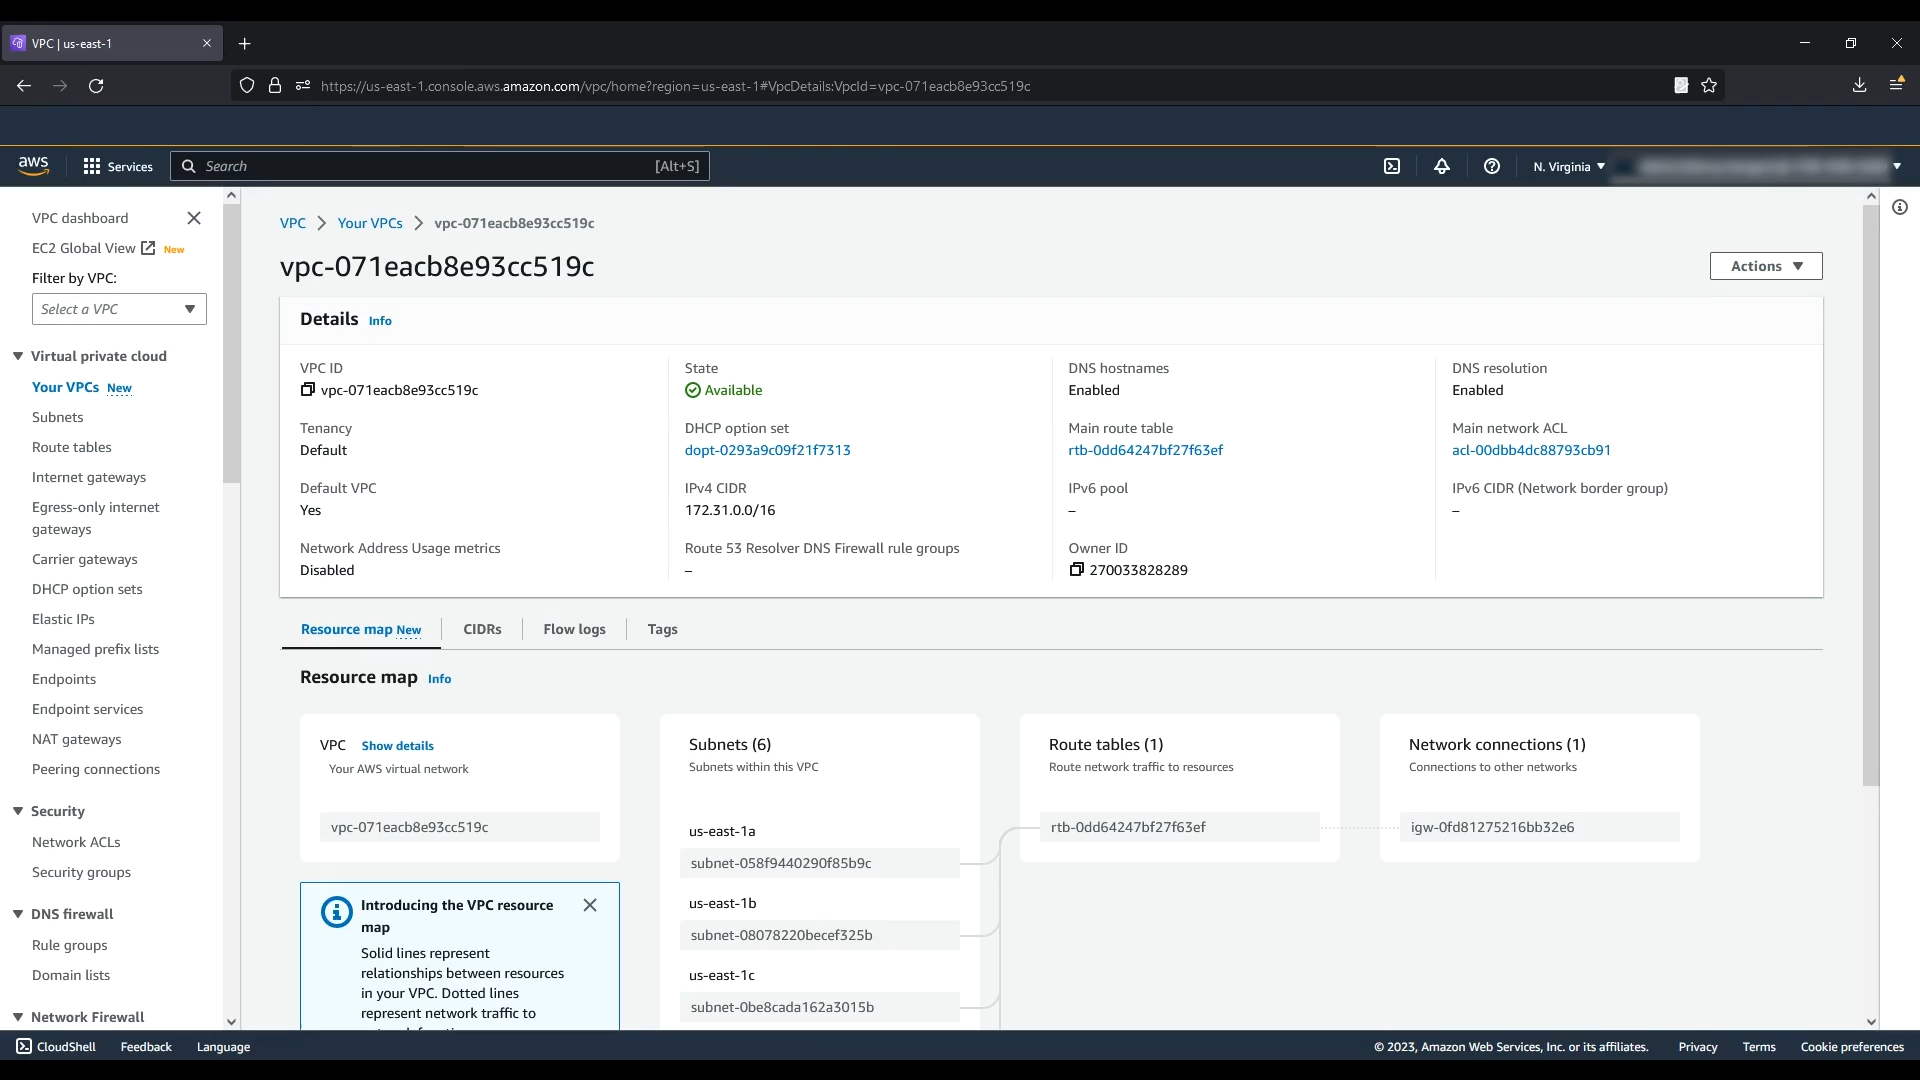 VPC | us-east-1
https://us-east-1.console.aws.amazon.com/vpc/home?region=us-east-1#VpcDetails:VpcId=vpc-071eacb8e93cc519c
aws
Services
Search
[Alt+S]
N. Virginia
VPC dashboard
EC2 Global View New
Filter by VPC:
Select a VPC
Virtual private cloud
Your VPCs New
Subnets
Route tables
Internet gateways
Egress-only internet
gateways
Carrier gateways
DHCP option sets
Elastic IPs
Managed prefix lists
Endpoints
Endpoint services
NAT gateways
Peering connections
Security
Network ACLs
Security groups
DNS firewall
Rule groups
Domain lists
Network Firewall
VPC
Your VPCs
vpc-071eacb8e93cc519c
vpc-071eacb8e93cc519c
Actions
Details Info
VPC ID
vpc-071eacb8e93cc519c
State
Available
DNS hostnames
Enabled
DNS resolution
Enabled
Tenancy
Default
DHCP option set
dopt-0293a9c09f21f7313
Main route table
rtb-0dd64247bf27f63ef
Main network ACL
acl-00dbb4dc88793cb91
Default VPC
Yes
IPv4 CIDR
172.31.0.0/16
IPv6 pool
–
IPv6 CIDR (Network border group)
–
Network Address Usage metrics
Disabled
Route 53 Resolver DNS Firewall rule groups
–
Owner ID
270033828289
Resource map New
CIDRs
Flow logs
Tags
Resource map Info
VPC Show details
Your AWS virtual network
vpc-071eacb8e93cc519c
Introducing the VPC resource
map
Solid lines represent
relationships between resources
in your VPC. Dotted lines
represent network traffic to
Subnets (6)
Subnets within this VPC
us-east-1a
subnet-058f9440290f85b9c
us-east-1b
subnet-08078220becef325b
us-east-1c
subnet-0be8cada162a3015b
Route tables (1)
Route network traffic to resources
rtb-0dd64247bf27f63ef
Network connections (1)
Connections to other networks
igw-0fd81275216bb32e6
CloudShell
Feedback
Language
© 2023, Amazon Web Services, Inc. or its affiliates.
Privacy
Terms
Cookie preferences